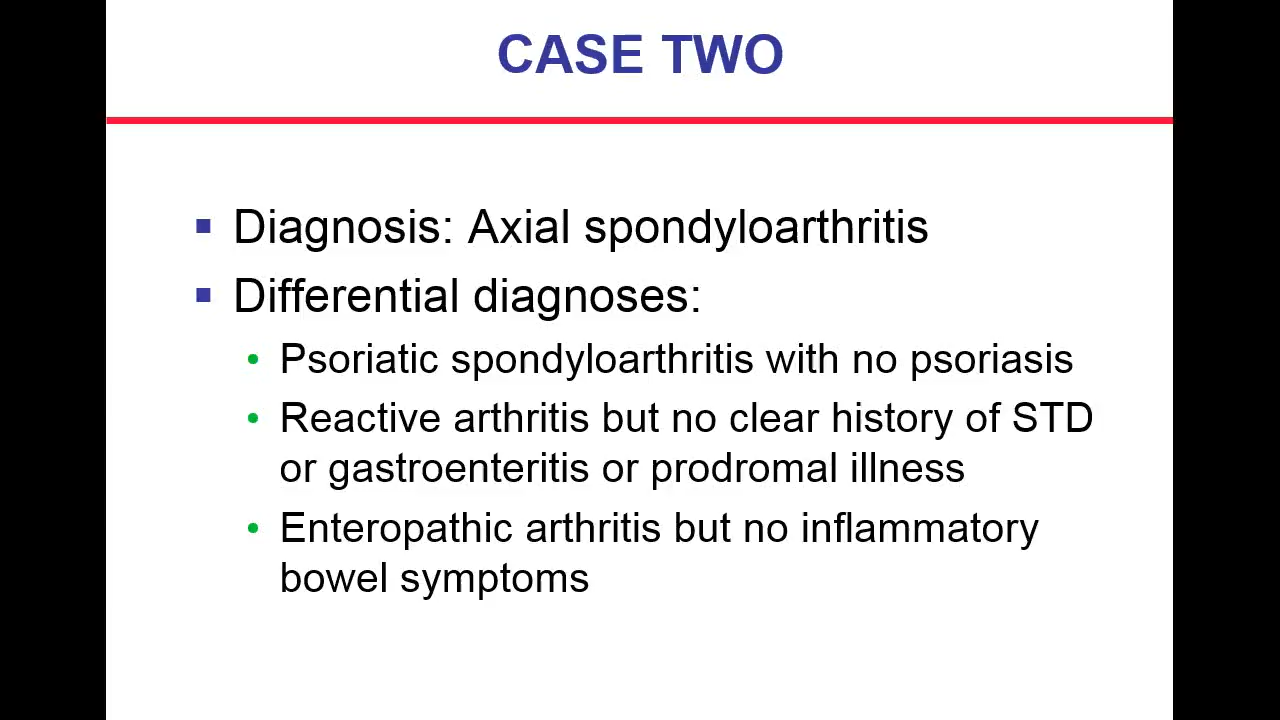 CASE TWO
Diagnosis: Axial spondyloarthritis
Differential diagnoses:
Psoriatic spondyloarthritis with no psoriasis
Reactive arthritis but no clear history of STD
or gastroenteritis or prodromal illness
Enteropathic arthritis but no inflammatory
bowel symptoms